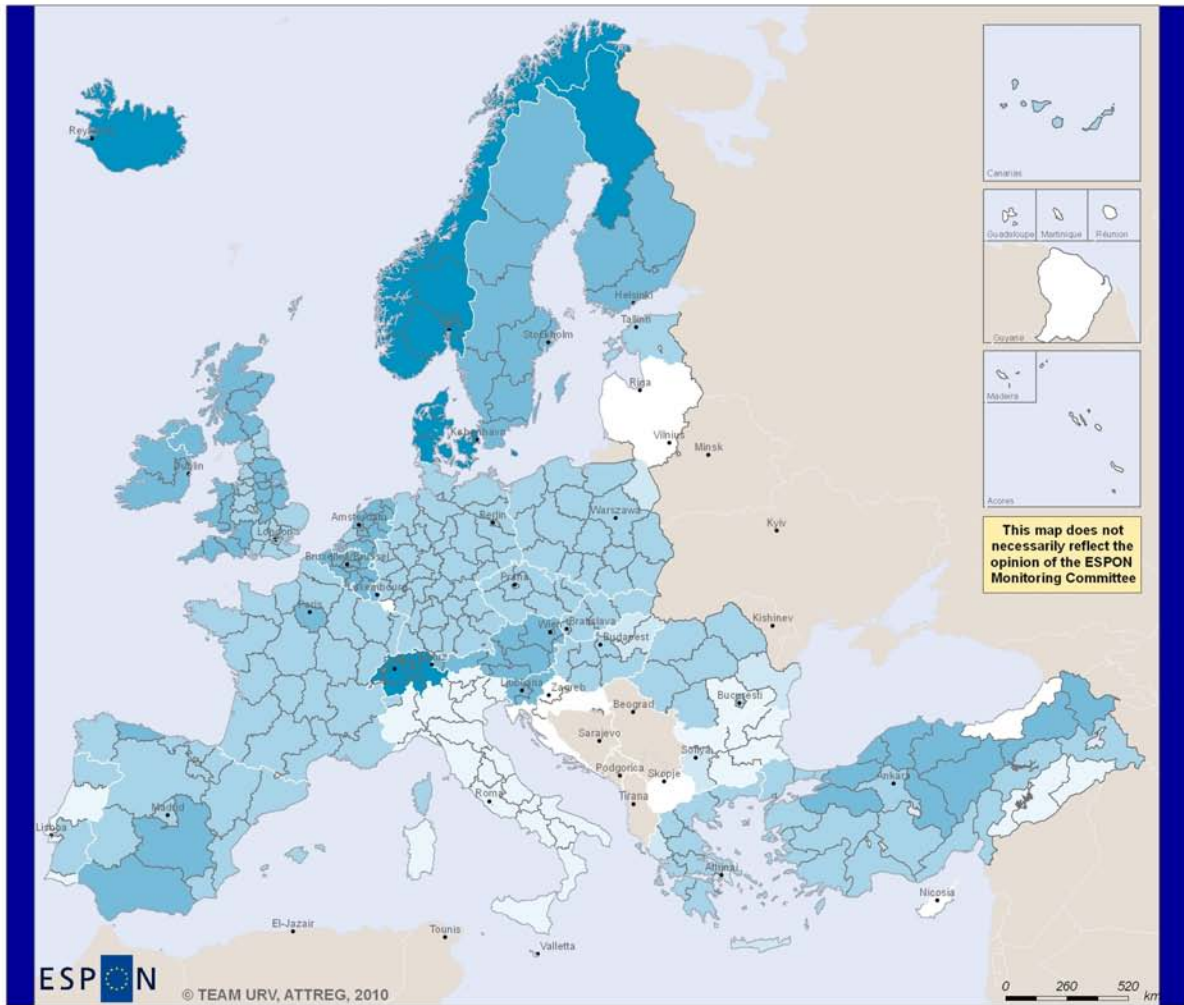 Reykjavik
Canarias
Guadaloupe
Martinique
Réunion
Guyane
Helsinki
Tallinn
Stockholm
Riga
Madeira
København
Vilnius
Minsk
Dublin
Acores
Amsterdam
Berlin
Warszawa
London
Kyiv
This map does not
necessarily reflect the
opinion of the ESPON
Monitoring Committee
Luxembourg
Praha
Paris
Kishinev
Wien
Bratislava
Budapest
Ljubljana
Zagreb
Bucuresti
Beograd
Sarajevo
Sofiya
Podgorica
Skopje
Ankara
Roma
Tirana
Madrid
Lisboa
Athinai
Nicosia
El-Jazair
Tounis
Valletta
ESPON
© TEAM URV, ATTREG, 2010
0 260 520
km